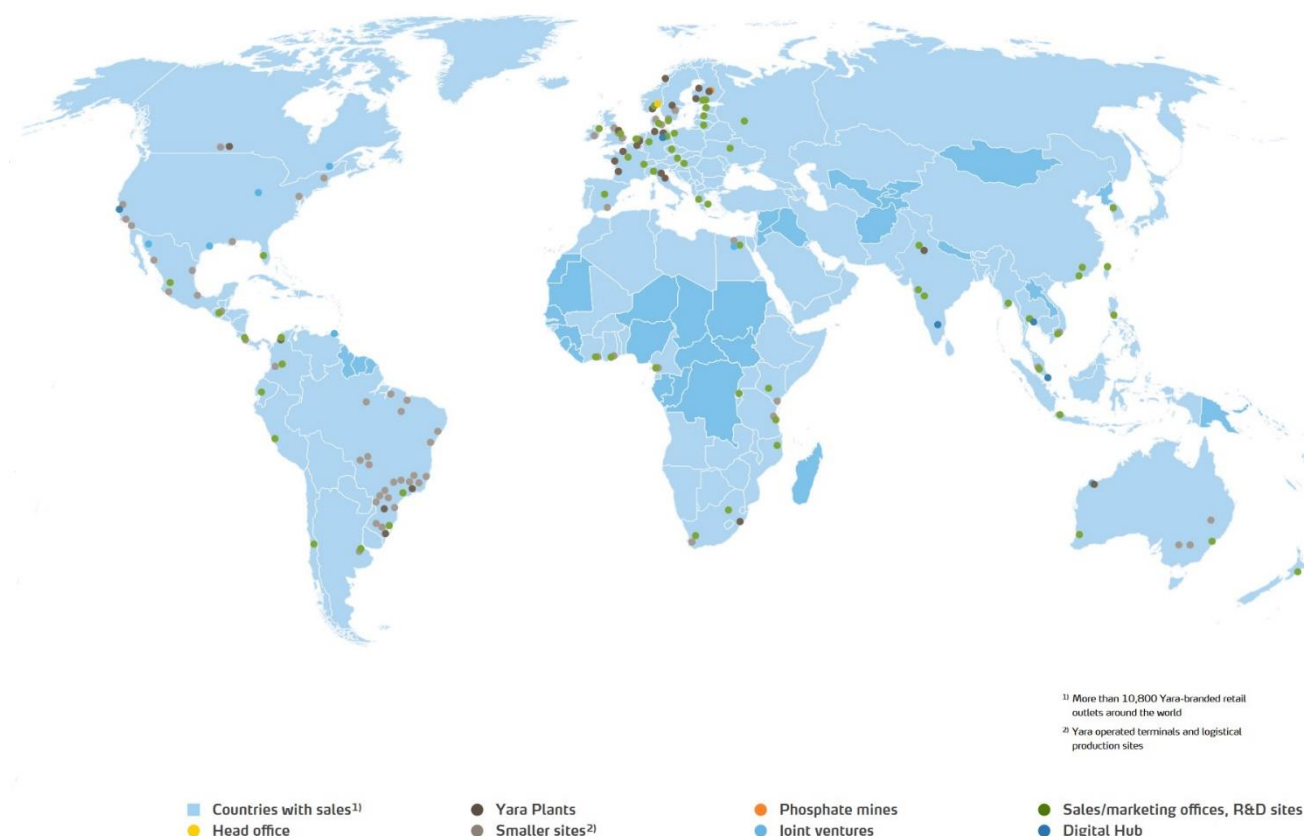 1) More than 10,800 Yara-branded retail
outlets around the world
2) Yara operated terminals and logistical
production sites
Countries with sales1)
Yara Plants
Phosphate mines
Sales/marketing offices, R&D sites
Head office
Smaller sites2)
Joint ventures
Digital Hub